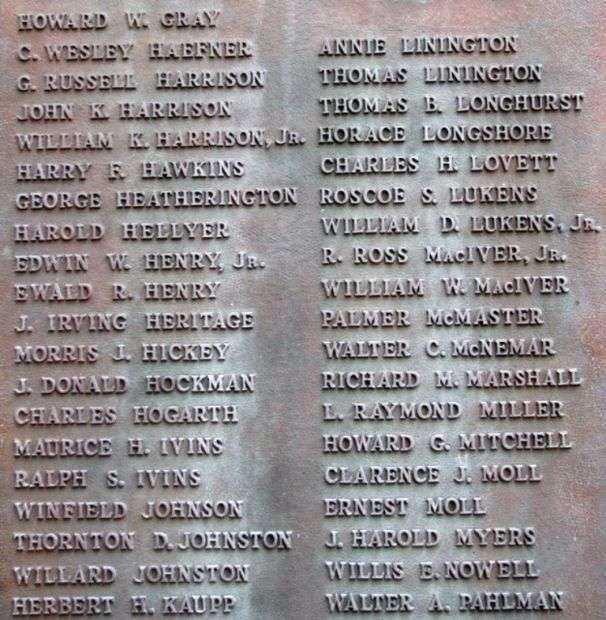 HOWARD W. GRAY
C. WESLEY HAEFNER
G. RUSSELL HARRISON
JOHN K. HARRISON
WILLIAM K. HARRISON, JR.
HARRY F. HAWKINS
GEORGE HEATHERINGTON
HAROLD HELLYER
EDWIN W. HENRY, JR.
EWALD R. HENRY
J. IRVING HERITAGE
MORRIS J. HICKEY
J. DONALD HOCKMAN
CHARLES HOGARTH
MAURICE H. IVINS
RALPH S. IVINS
WINFIELD JOHNSON
THORNTON D. JOHNSTON
WILLARD JOHNSTON
HERBERT H. KAUPP
ANNIE LININGTON
THOMAS LININGTON
THOMAS B. LONGHURST
HORACE LONGSHORE
CHARLES H. LOVETT
ROSCOE S. LUKENS
WILLIAM D. LUKENS, JR.
R. ROSS MacIVER, JR.
WILLIAM W. MacIVER
PALMER McMASTER
WALTER C. McNEMAR
RICHARD M. MARSHALL
L. RAYMOND MILLER
HOWARD G. MITCHELL
CLARENCE J. MOLL
ERNEST MOLL
J. HAROLD MYERS
WILLIS E. NOWELL
WALTER A. PAHLMAN